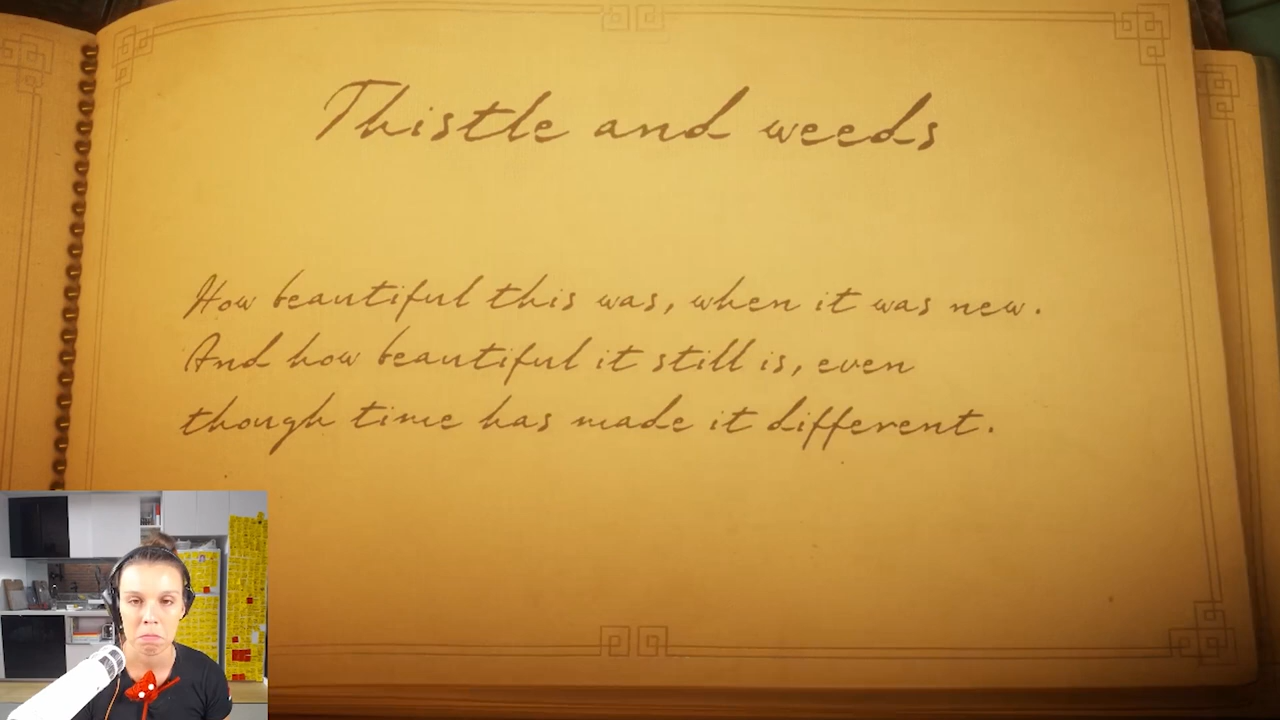 Thistle and weeds
How beautiful this was, when it was new.
And how beautiful it still is, even
though time has made it different.